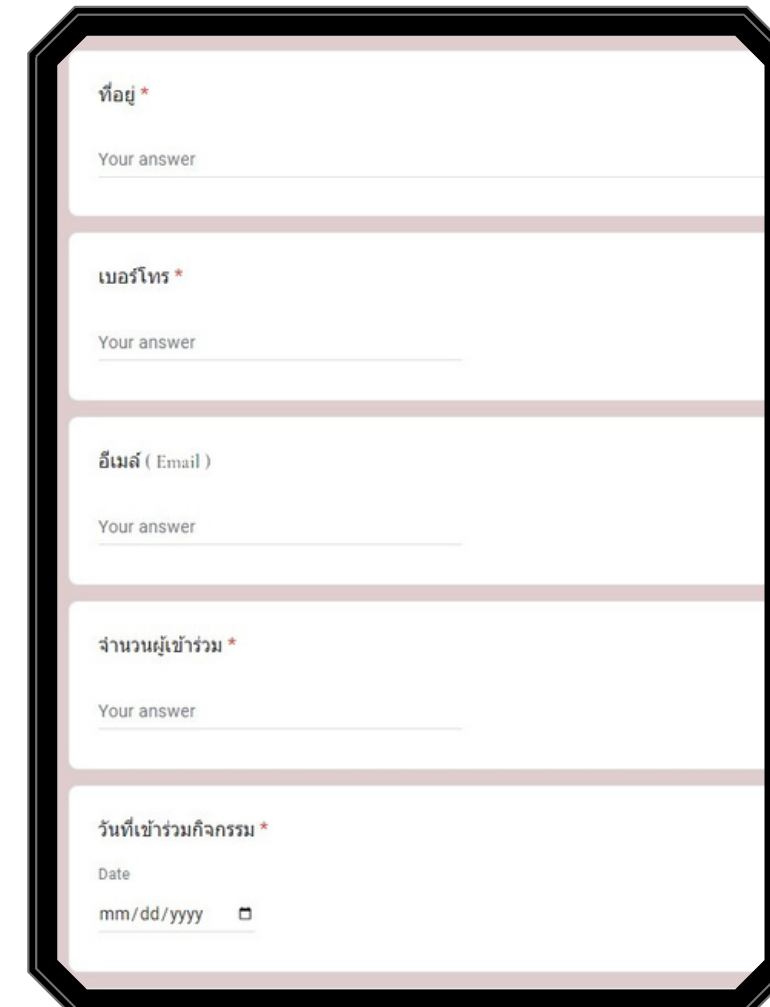 ที่อยู่ *
Your answer
เบอร์โทร *
Your answer
อีเมล์ ( Email )
Your answer
จำนวนผู้เข้าร่วม *
Your answer
วันที่เข้าร่วมกิจกรรม *
Date
mm/dd/yyyy